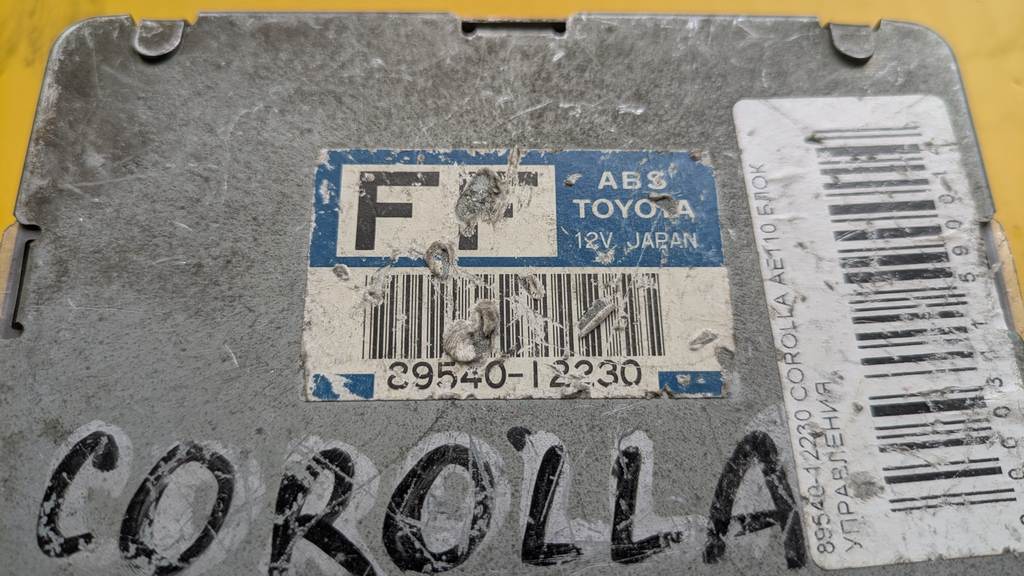 FF
ABS
TOYOTA
12V JAPAN
89540-12230
COROLLA
89540-12230 COROLLA AE110 БЛОК
УПРАВЛЕНИЯ